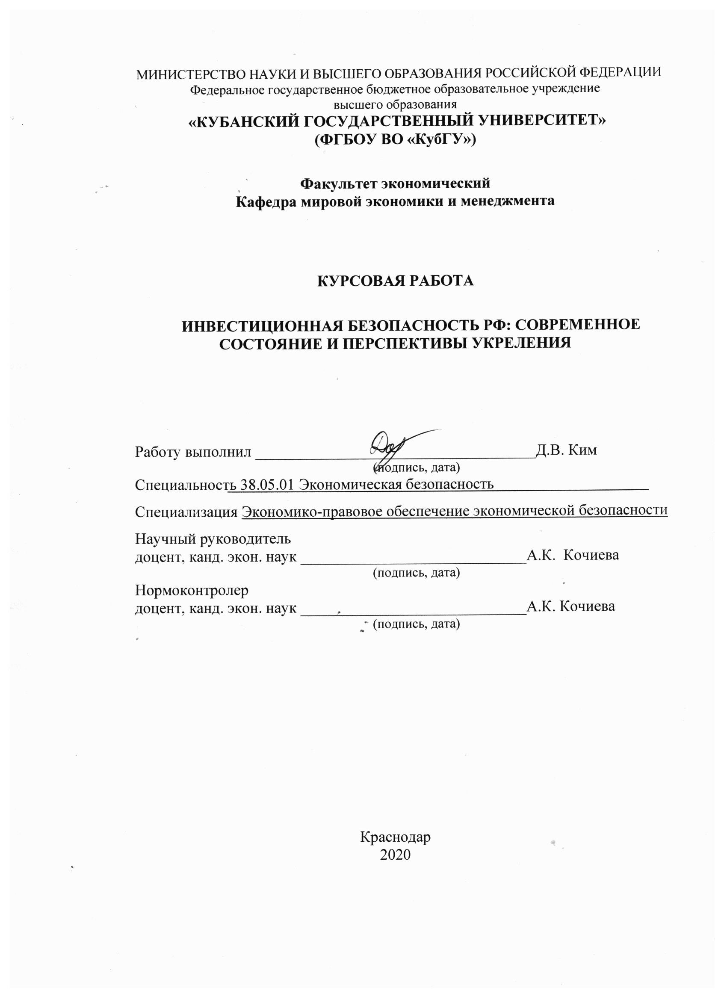 МИНИСТЕРСТВО НАУКИ И ВЫСШЕГО ОБРАЗОВАНИЯ РОССИЙСКОЙ ФЕДЕРАЦИИ
Федеральное государственное бюджетное образовательное учреждение
высшего образования
«КУБАНСКИЙ ГОСУДАРСТВЕННЫЙ УНИВЕРСИТЕТ»
(ФГБОУ ВО «КубГУ»)
Факультет экономический
Кафедра мировой экономики и менеджмента
КУРСОВАЯ РАБОТА
ИНВЕСТИЦИОННАЯ БЕЗОПАСНОСТЬ РФ: СОВРЕМЕННОЕ
СОСТОЯНИЕ И ПЕРСПЕКТИВЫ УКРЕЛЕНИЯ
Работу выполнил ____________________Д.В. Ким
(подпись, дата)
Специальность 38.05.01 Экономическая безопасность
Специализация Экономико-правовое обеспечение экономической безопасности
Научный руководитель
доцент, канд. экон. наук ____________________А.К. Кочиева
(подпись, дата)
Нормоконтролер
доцент, канд. экон. наук ____________________А.К. Кочиева
(подпись, дата)
Краснодар
2020